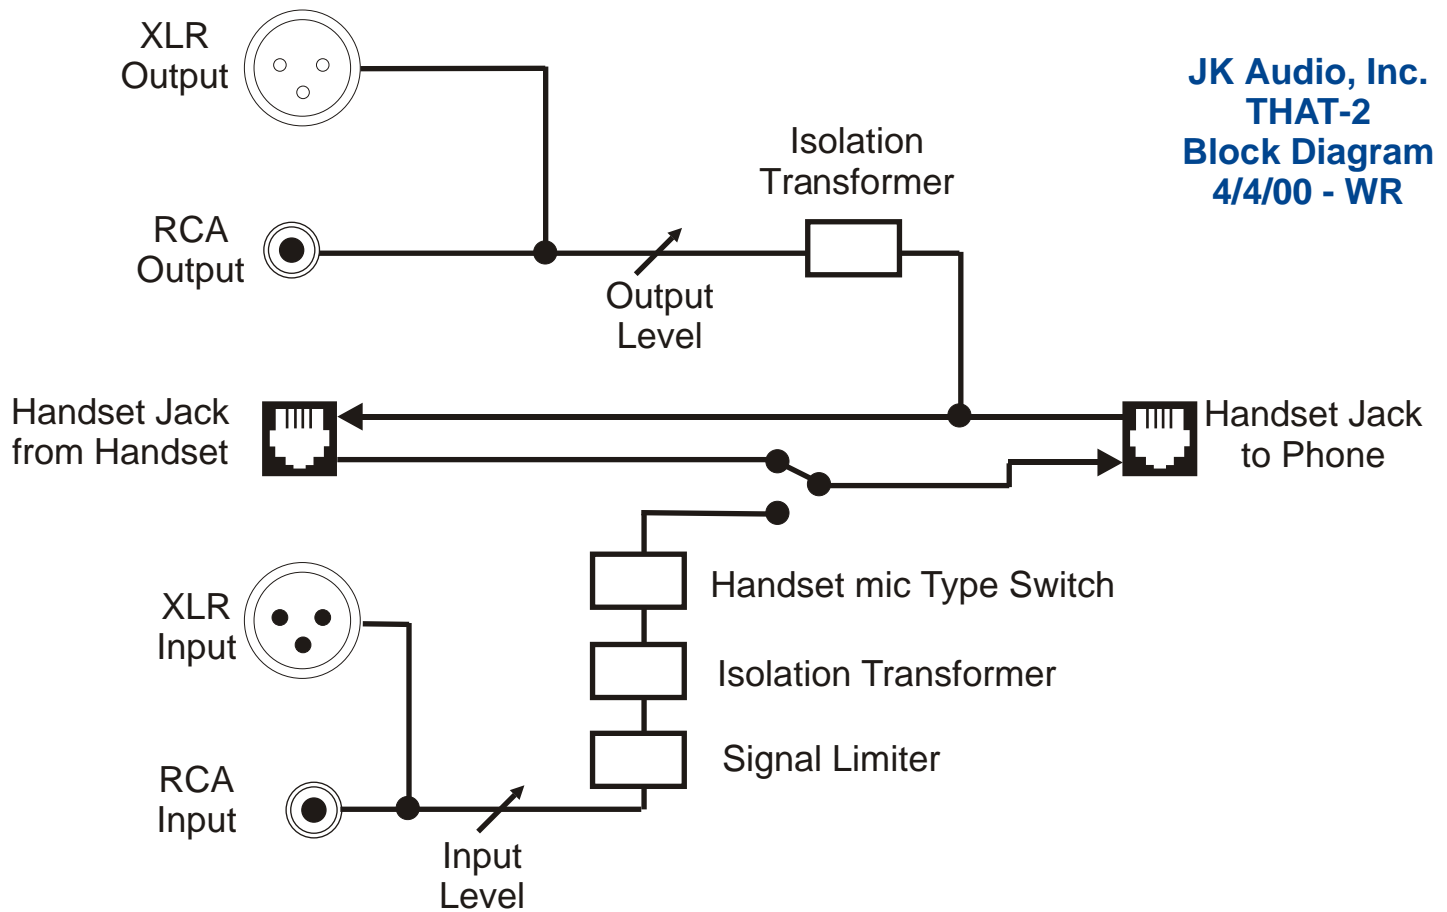 XLR
Output
JK Audio, Inc.
THAT-2
Block Diagram
4/4/00 - WR
Isolation
Transformer
RCA
Output
Output
Level
Handset Jack
from Handset
Handset Jack
to Phone
Handset mic Type Switch
XLR
Input
Isolation Transformer
Signal Limiter
RCA
Input
Input
Level